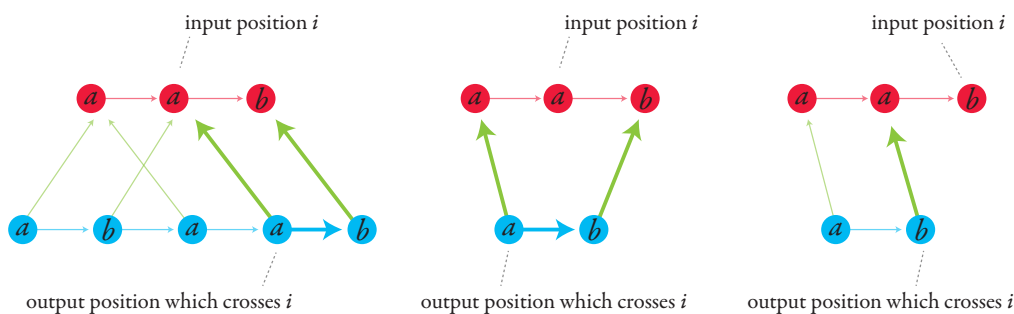 input position i
input position i
input position i
a a b
a a b
a a b
a b a a b
a b
a b
output position which crosses i
output position which crosses i
output position which crosses i